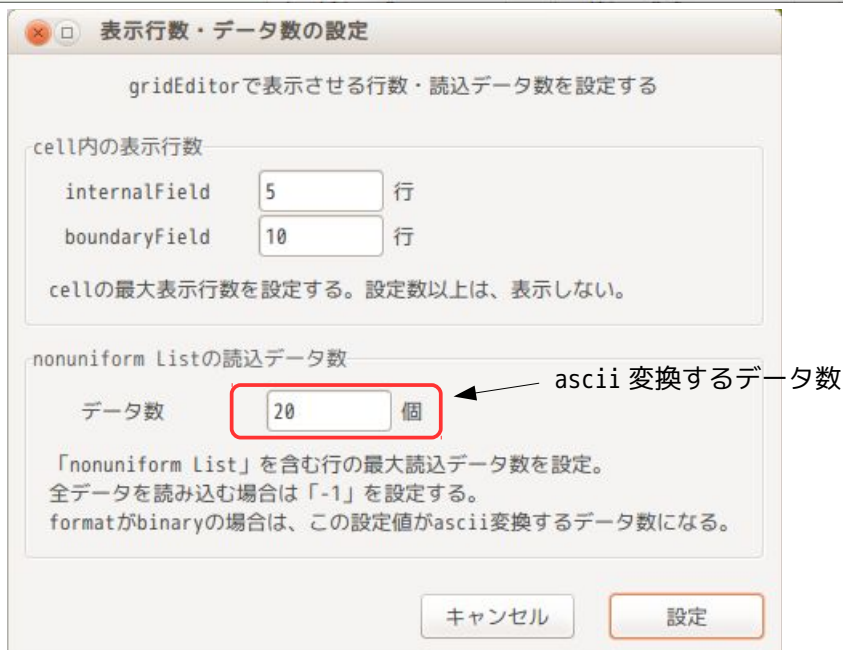 表示行数・データ数の設定
gridEditorで表示させる行数・読込データ数を設定する
cell内の表示行数
internalField 5 行
boundaryField 10 行
cellの最大表示行数を設定する。設定数以上は、表示しない。
nonuniform Listの読込データ数
ascii 変換するデータ数
データ数 20 個
「nonuniform List」を含む行の最大読込データ数を設定。
全データを読み込む場合は「-1」を設定する。
formatがbinaryの場合は、この設定値がascii変換するデータ数になる。
キャンセル 設定